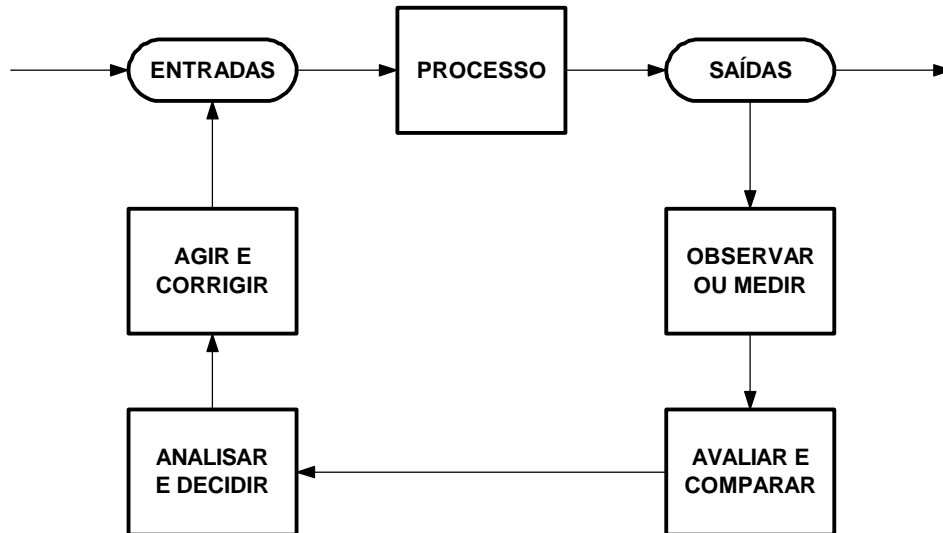 ENTRADAS
PROCESSO
SAÍDAS
AGIR E
CORRIGIR
OBSERVAR
OU MEDIR
ANALISAR
E DECIDIR
AVALIAR E
COMPARAR